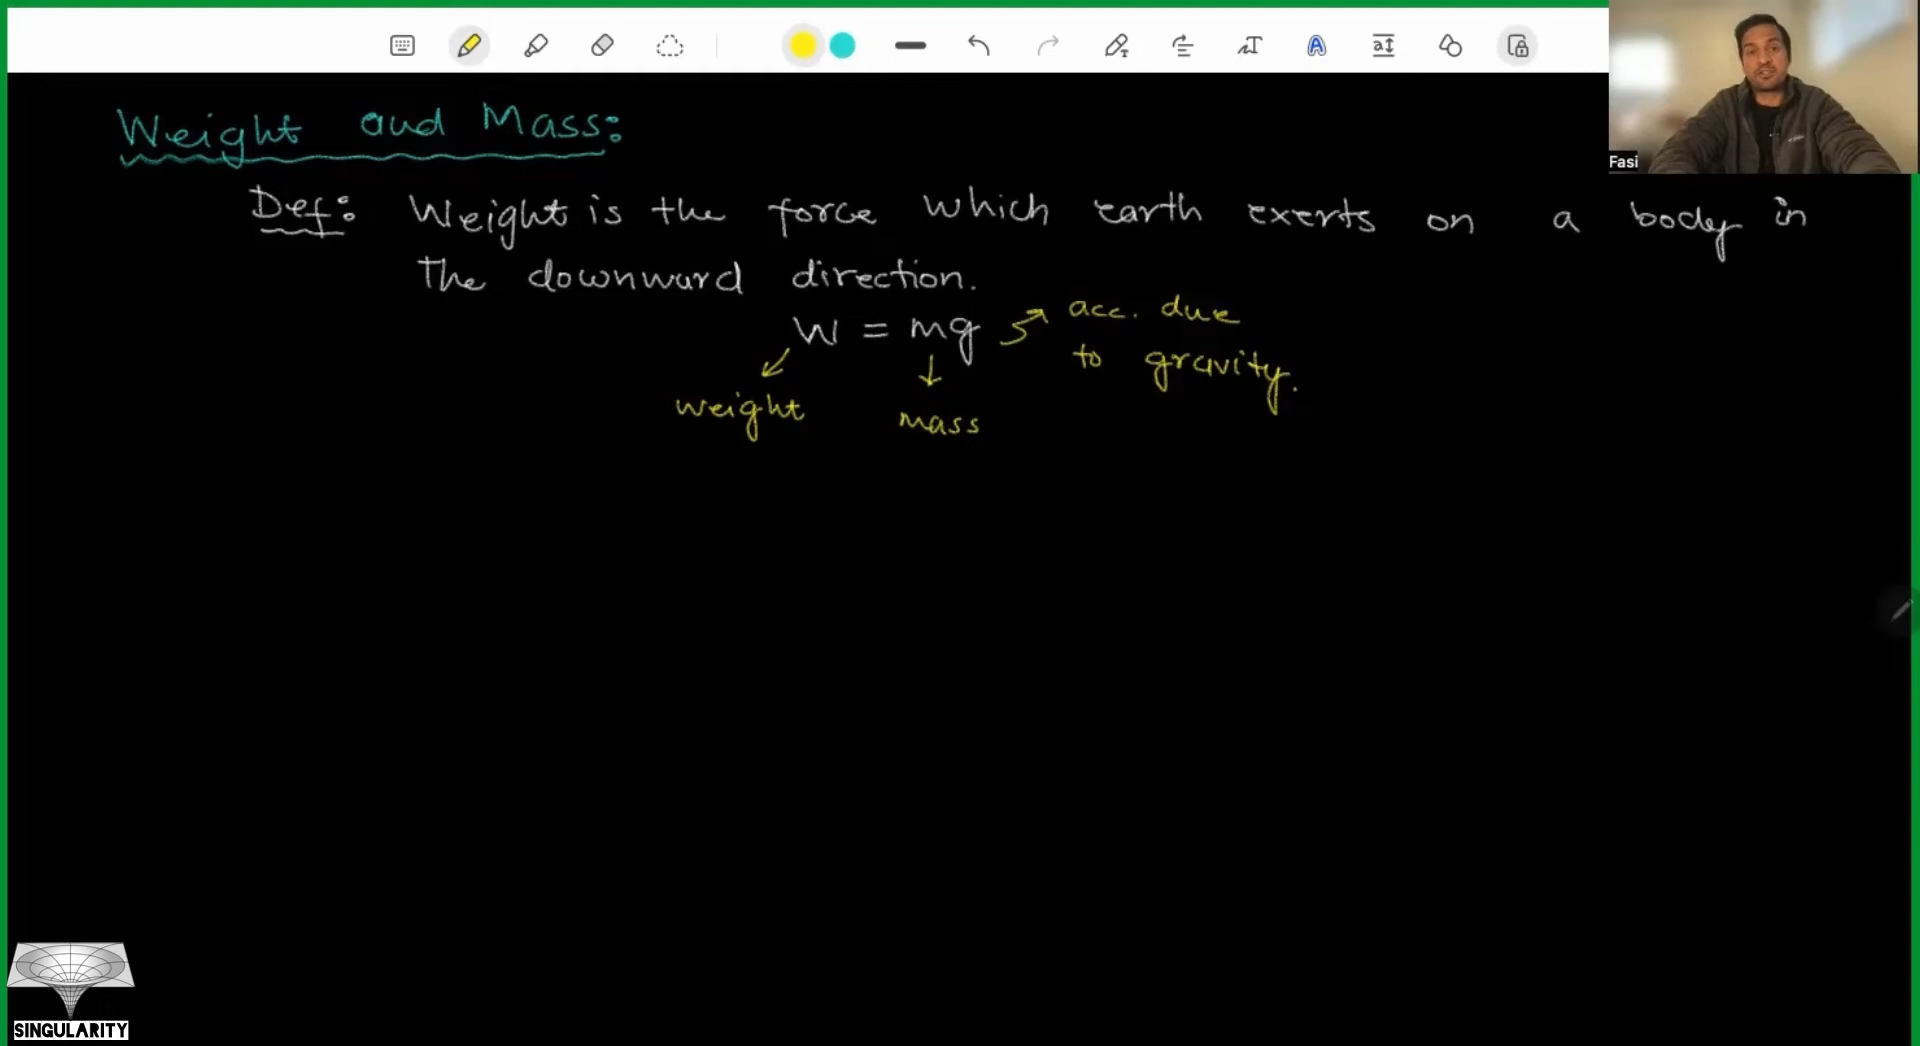 Fasi
Weight and Mass:
Def: Weight is the force which earth exerts on a body in
the downward direction.
W = mg
acc. due
to gravity.
weight
mass
SINGULARITY